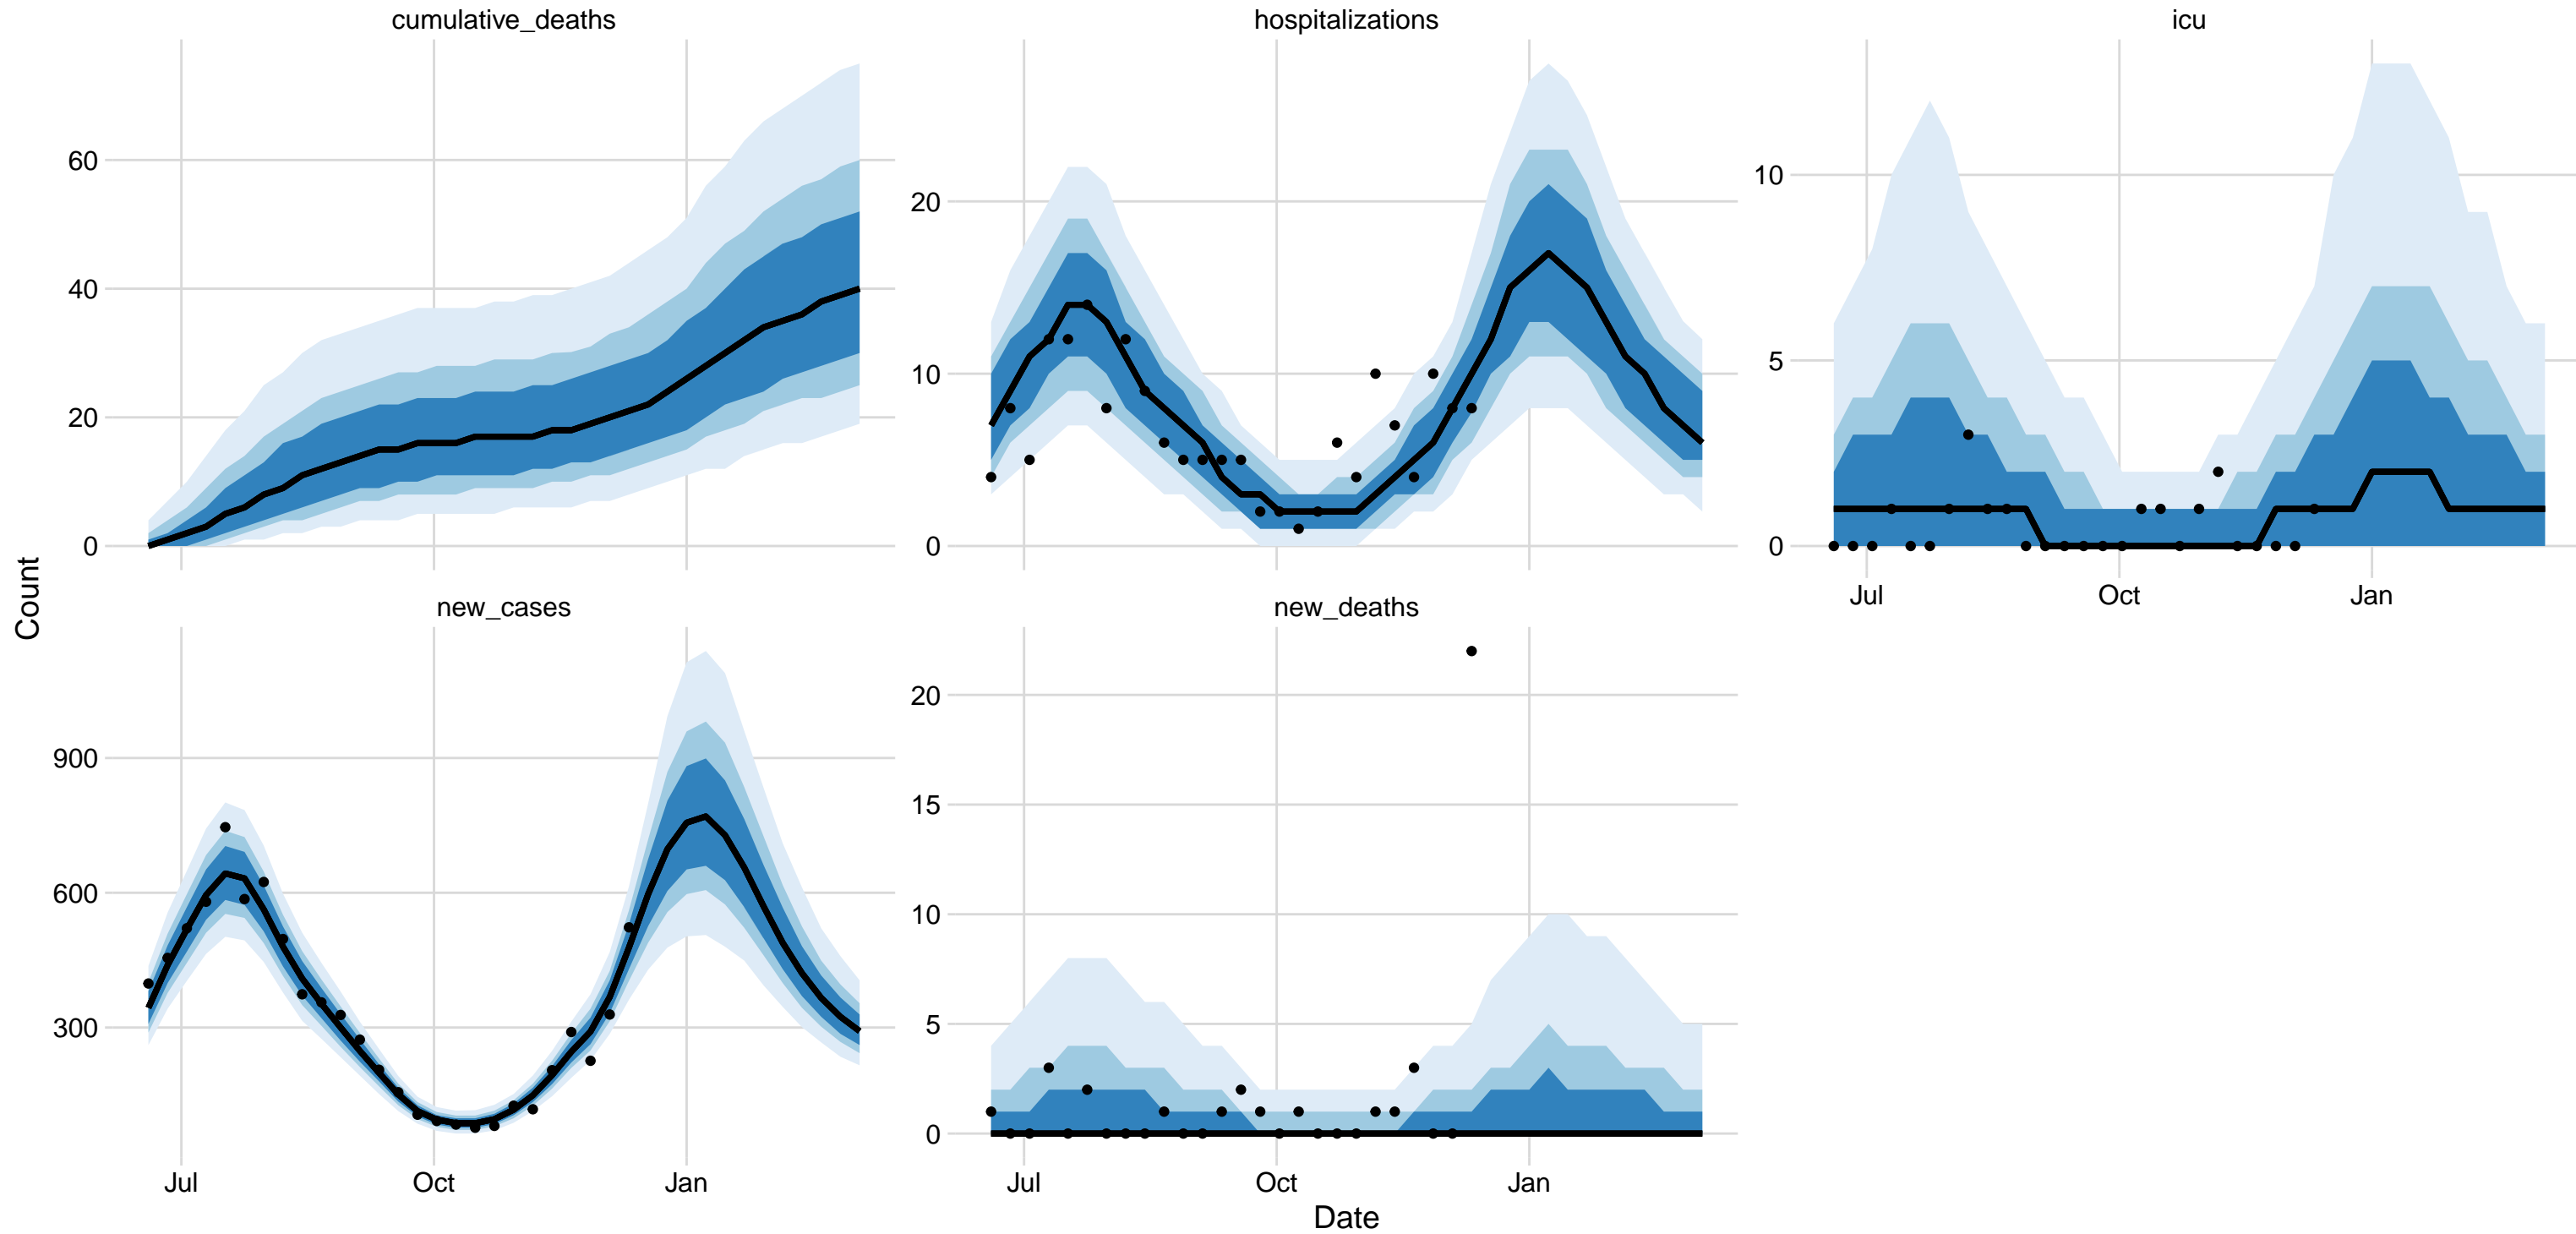 cumulative_deaths
hospitalizations
icu
60
40
20
0
20
10
0
10
5
0
Jul
Oct
Jan
Count
new_cases
new_deaths
900
600
300
20
15
10
5
0
Jul
Oct
Jan
Jul
Oct
Jan
Date